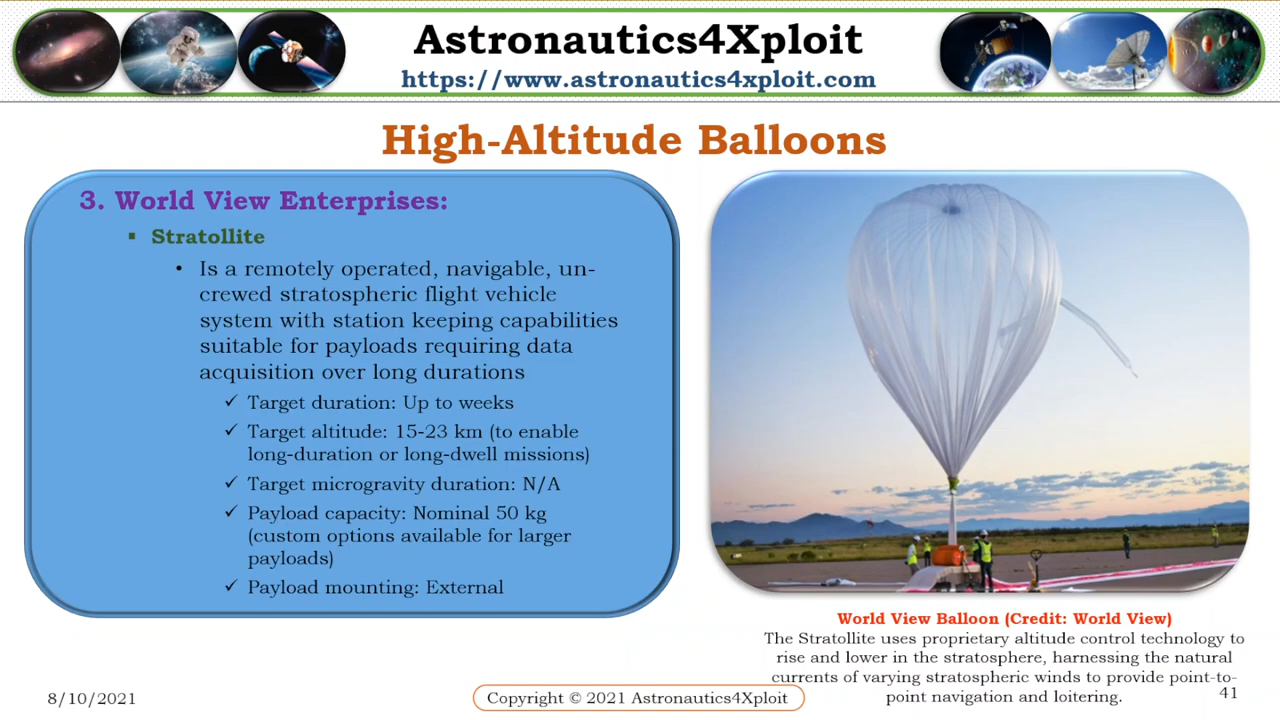 Astronautics4Xploit
https://www.astronautics4xploit.com
High-Altitude Balloons
3. World View Enterprises:
▪ Stratollite
• Is a remotely operated, navigable, un-
crewed stratospheric flight vehicle
system with station keeping capabilities
suitable for payloads requiring data
acquisition over long durations
✓ Target duration: Up to weeks
✓ Target altitude: 15-23 km (to enable
long-duration or long-dwell missions)
✓ Target microgravity duration: N/A
✓ Payload capacity: Nominal 50 kg
(custom options available for larger
payloads)
✓ Payload mounting: External
World View Balloon (Credit: World View)
The Stratollite uses proprietary altitude control technology to
rise and lower in the stratosphere, harnessing the natural
currents of varying stratospheric winds to provide point-to-
point navigation and loitering.
8/10/2021
Copyright © 2021 Astronautics4Xploit
41